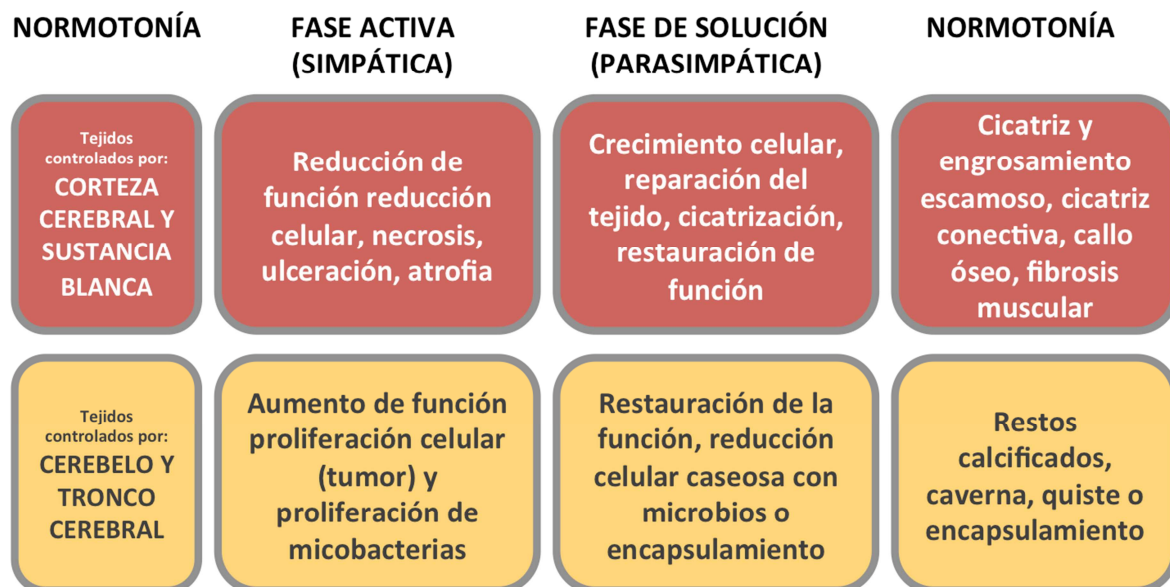 NORMOTONÍA
FASE ACTIVA
(SIMPÁTICA)
FASE DE SOLUCIÓN
(PARASIMPÁTICA)
NORMOTONÍA
Tejidos
controlados por:
CORTEZA
CEREBRAL Y
SUSTANCIA
BLANCA
Reducción de
función reducción
celular, necrosis,
ulceración, atrofia
Crecimiento celular,
reparación del
tejido, cicatrización,
restauración de
función
Cicatriz y
engrosamiento
escamoso, cicatriz
conectiva, callo
óseo, fibrosis
muscular
Tejidos
controlados por:
CEREBELO Y
TRONCO
CEREBRAL
Aumento de función
proliferación celular
(tumor) y
proliferación de
micobacterias
Restauración de la
función, reducción
celular caseosa con
microbios o
encapsulamiento
Restos
calcificados,
caverna, quiste o
encapsulamiento